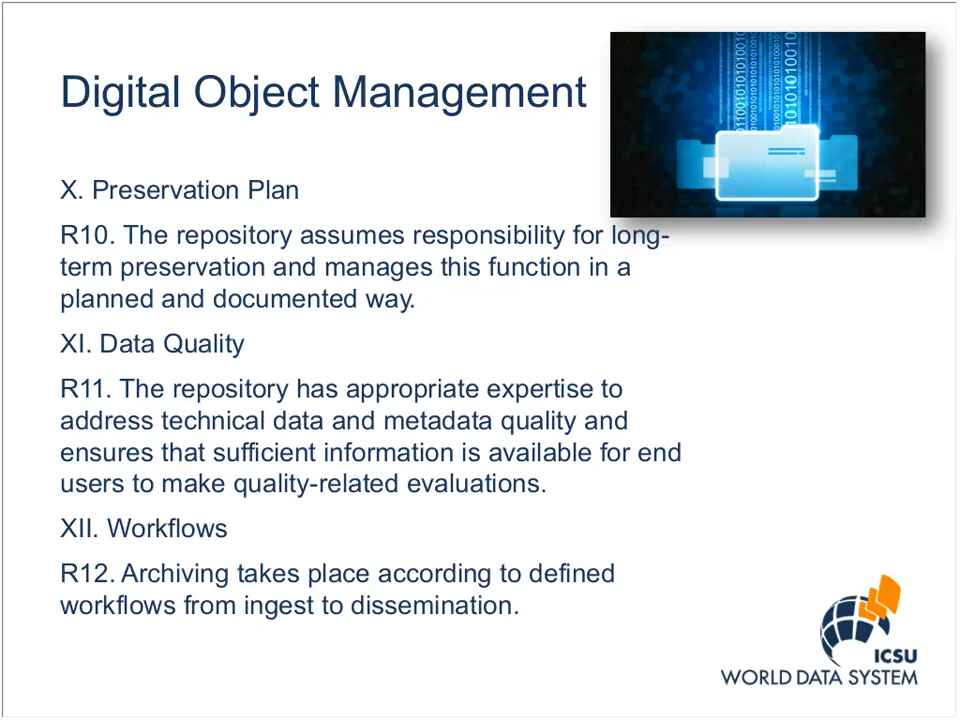 Digital Object Management
X. Preservation Plan
R10. The repository assumes responsibility for long-
term preservation and manages this function in a
planned and documented way.
XI. Data Quality
R11. The repository has appropriate expertise to
address technical data and metadata quality and
ensures that sufficient information is available for end
users to make quality-related evaluations.
XII. Workflows
R12. Archiving takes place according to defined
workflows from ingest to dissemination.
ICSU
WORLD DATA SYSTEM